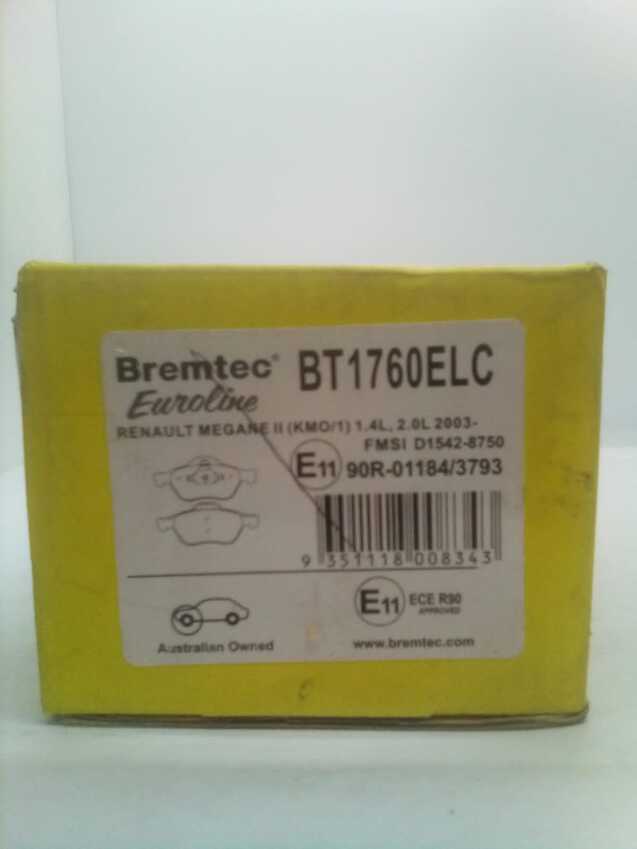 Bremtec® BT1760ELC
Euroline
RENAULT MEGANE II (KMO/1) 1.4L, 2.0L 2003-
FMSI D1542-8750
E11 90R-01184/3793
9 351118 008343
E11 ECE R90
APPROVED
Australian Owned
www.bremtec.com